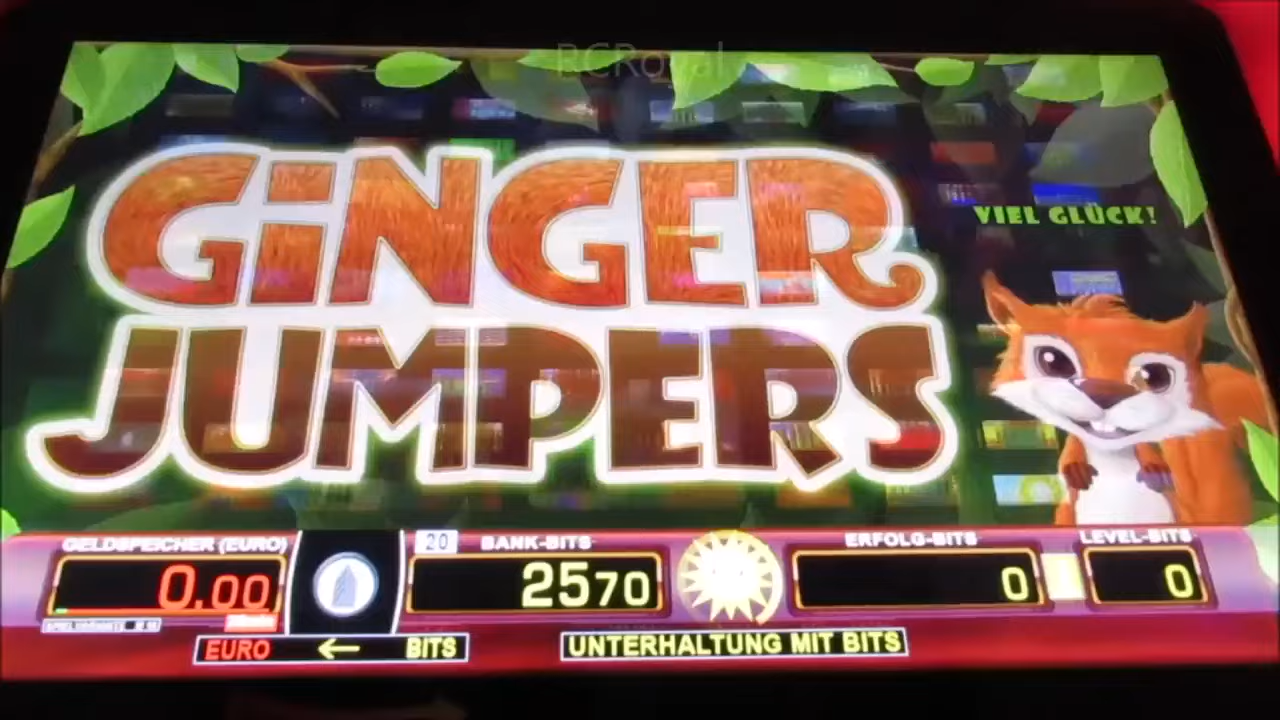 RCRoyal
GiNGER
JUMPERS
VIEL GLÜCK!
GELDSPEICHER (EURO)
20
BANK-BITS
ERFOLG-BITS
LEVEL-BITS
0.00
2570
0
0
EURO
←
BITS
UNTERHALTUNG MIT BITS